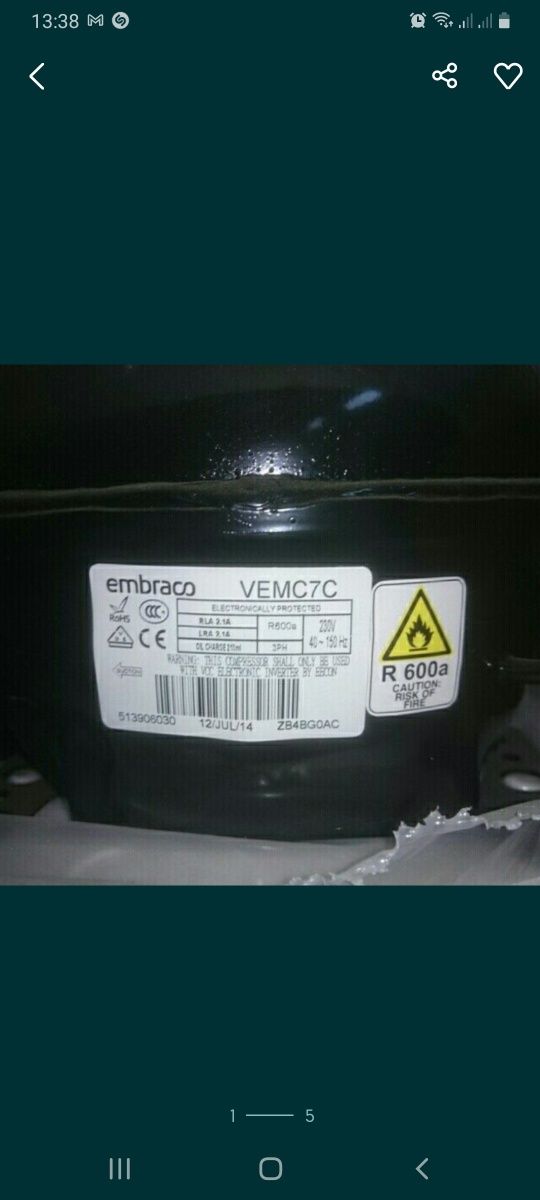 13:38
embraco VEMC7C
ELECTRONICALLY PROTECTED
RLA 2.1A
LRA 2.1A
R600a
230V
40 ~ 150 Hz
OIL CHARGE 211ml
3PH
RoHS
CCC
CE
WARNING: THIS COMPRESSOR SHALL ONLY BE USED
WITH VCC ELECTRONIC INVERTER BY EECON
513906030 12/JUL/14 ZB4BG0AC
R 600a
CAUTION:
RISK OF
FIRE
1 5